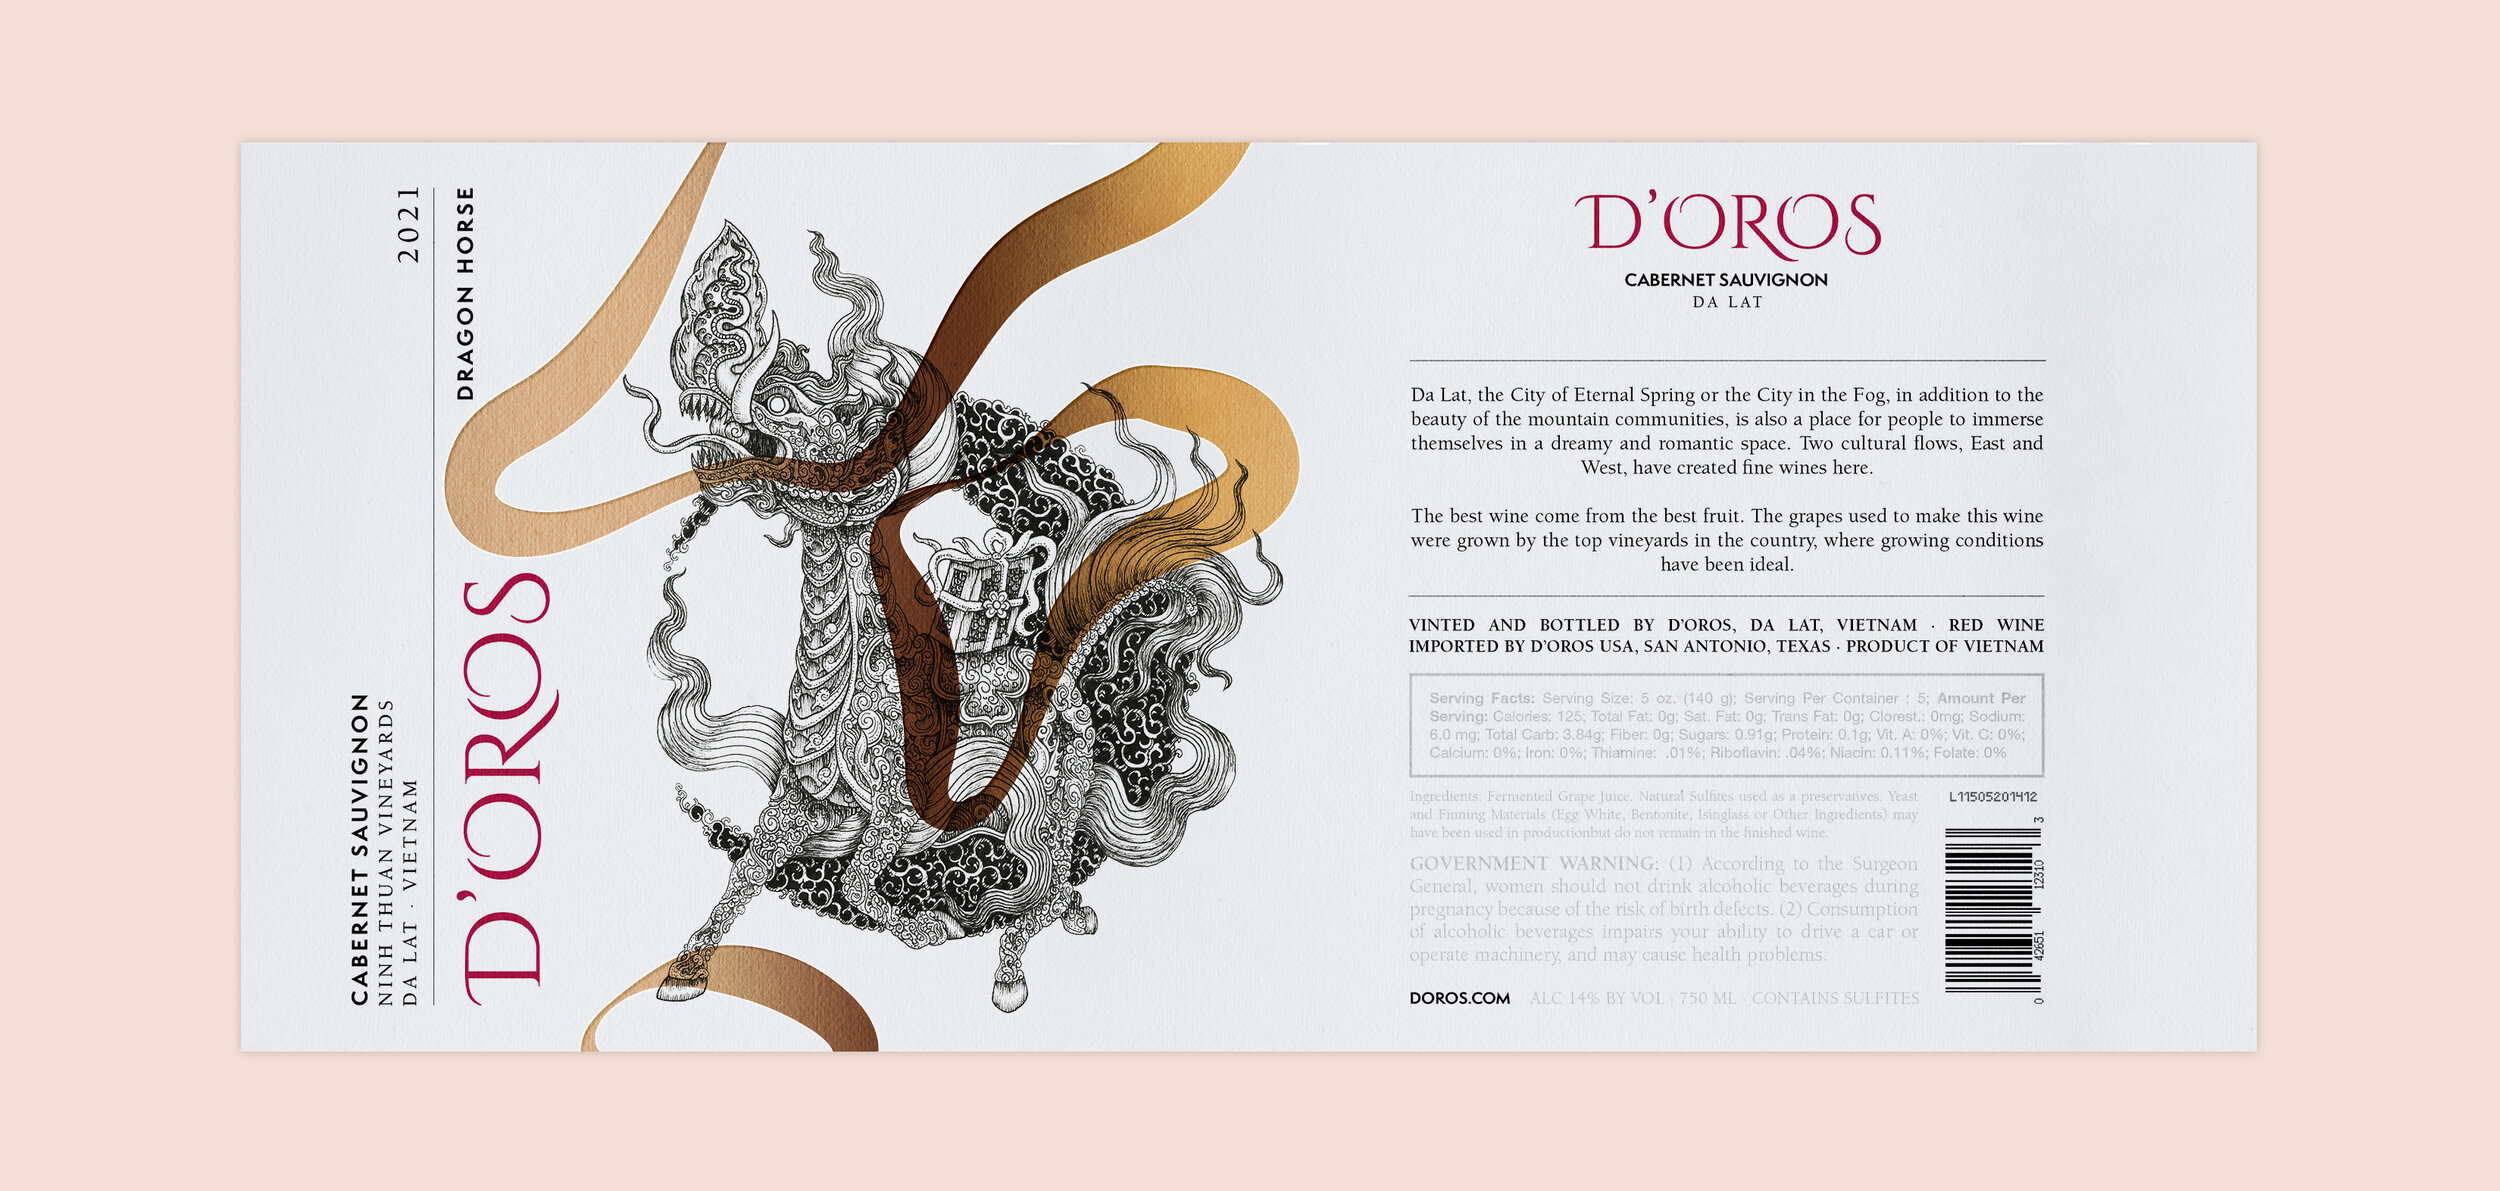 CABERNET SAUVIGNON
NINH THUAN VINEYARDS
DA LAT · VIETNAM
2021
DRAGON HORSE
D’OROS
D’OROS
CABERNET SAUVIGNON
DA LAT
Da Lat, the City of Eternal Spring or the City in the Fog, in addition to the
beauty of the mountain communities, is also a place for people to immerse
themselves in a dreamy and romantic space. Two cultural flows, East and
West, have created fine wines here.
The best wine come from the best fruit. The grapes used to make this wine
were grown by the top vineyards in the country, where growing conditions
have been ideal.
VINTED AND BOTTLED BY D’OROS, DA LAT, VIETNAM · RED WINE
IMPORTED BY D’OROS USA, SAN ANTONIO, TEXAS · PRODUCT OF VIETNAM
Serving Facts: Serving Size: 5 oz. (140 g); Serving Per Container : 5; Amount Per
Serving: Calories: 125; Total Fat: 0g; Sat. Fat: 0g; Trans Fat: 0g; Clorest.: 0mg; Sodium:
6.0 mg; Total Carb: 3.84g; Fiber: 0g; Sugars: 0.91g; Protein: 0.1g; Vit. A: 0%; Vit. C: 0%;
Calcium: 0%; Iron: 0%; Thiamine: .01%; Riboflavin: .04%; Niacin: 0.11%; Folate: 0%
Ingredients: Fermented Grape Juice. Natural Sulfites used as a preservatives. Yeast
and Finning Materials (Egg White, Bentonite, Isinglass or Other Ingredients) may
have been used in productionbut do not remain in the finished wine.
L11505201412
GOVERNMENT WARNING: (1) According to the Surgeon
General, women should not drink alcoholic beverages during
pregnancy because of the risk of birth defects. (2) Consumption
of alcoholic beverages impairs your ability to drive a car or
operate machinery, and may cause health problems.
DOROS.COM ALC 14% BY VOL · 750 ML · CONTAINS SULFITES
0 42651 12310 3